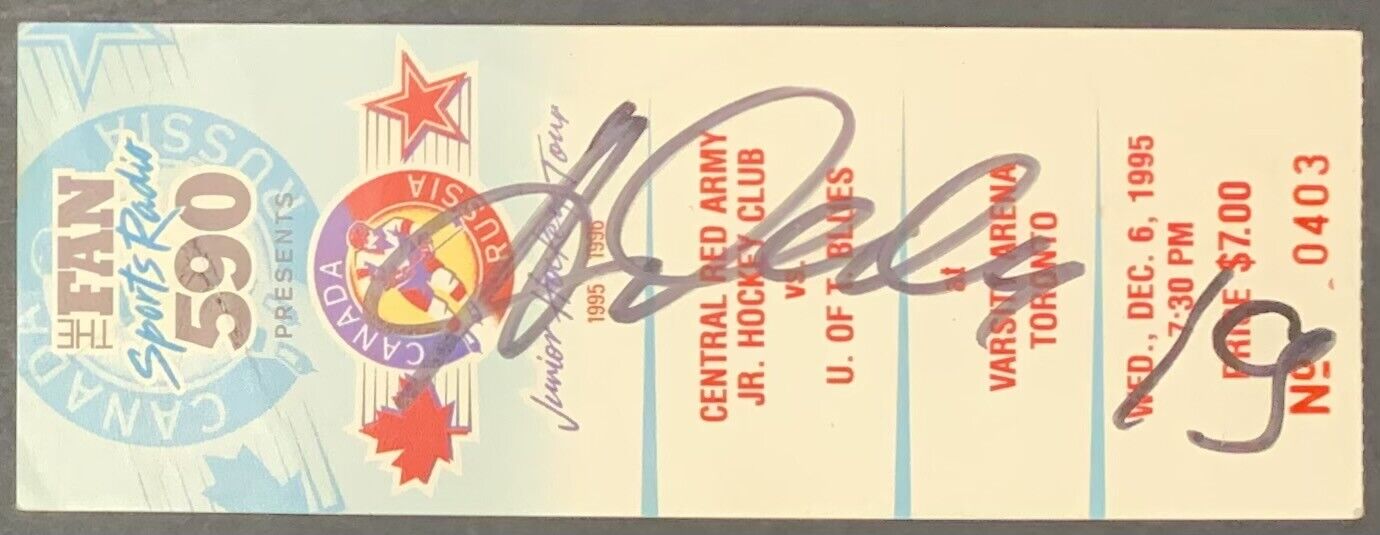 THE FAN
Sports Radio
590
PRESENTS
CANADA
RUSSIA
CANADA
RUSSIA
Junior Hockey Tour
1995 1996
CENTRAL RED ARMY
JR. HOCKEY CLUB
vs.
U. OF T. BLUES
at
VARSITY ARENA
TORONTO
WED., DEC. 6, 1995
7:30 PM
PRICE $7.00
Nº 0403
19